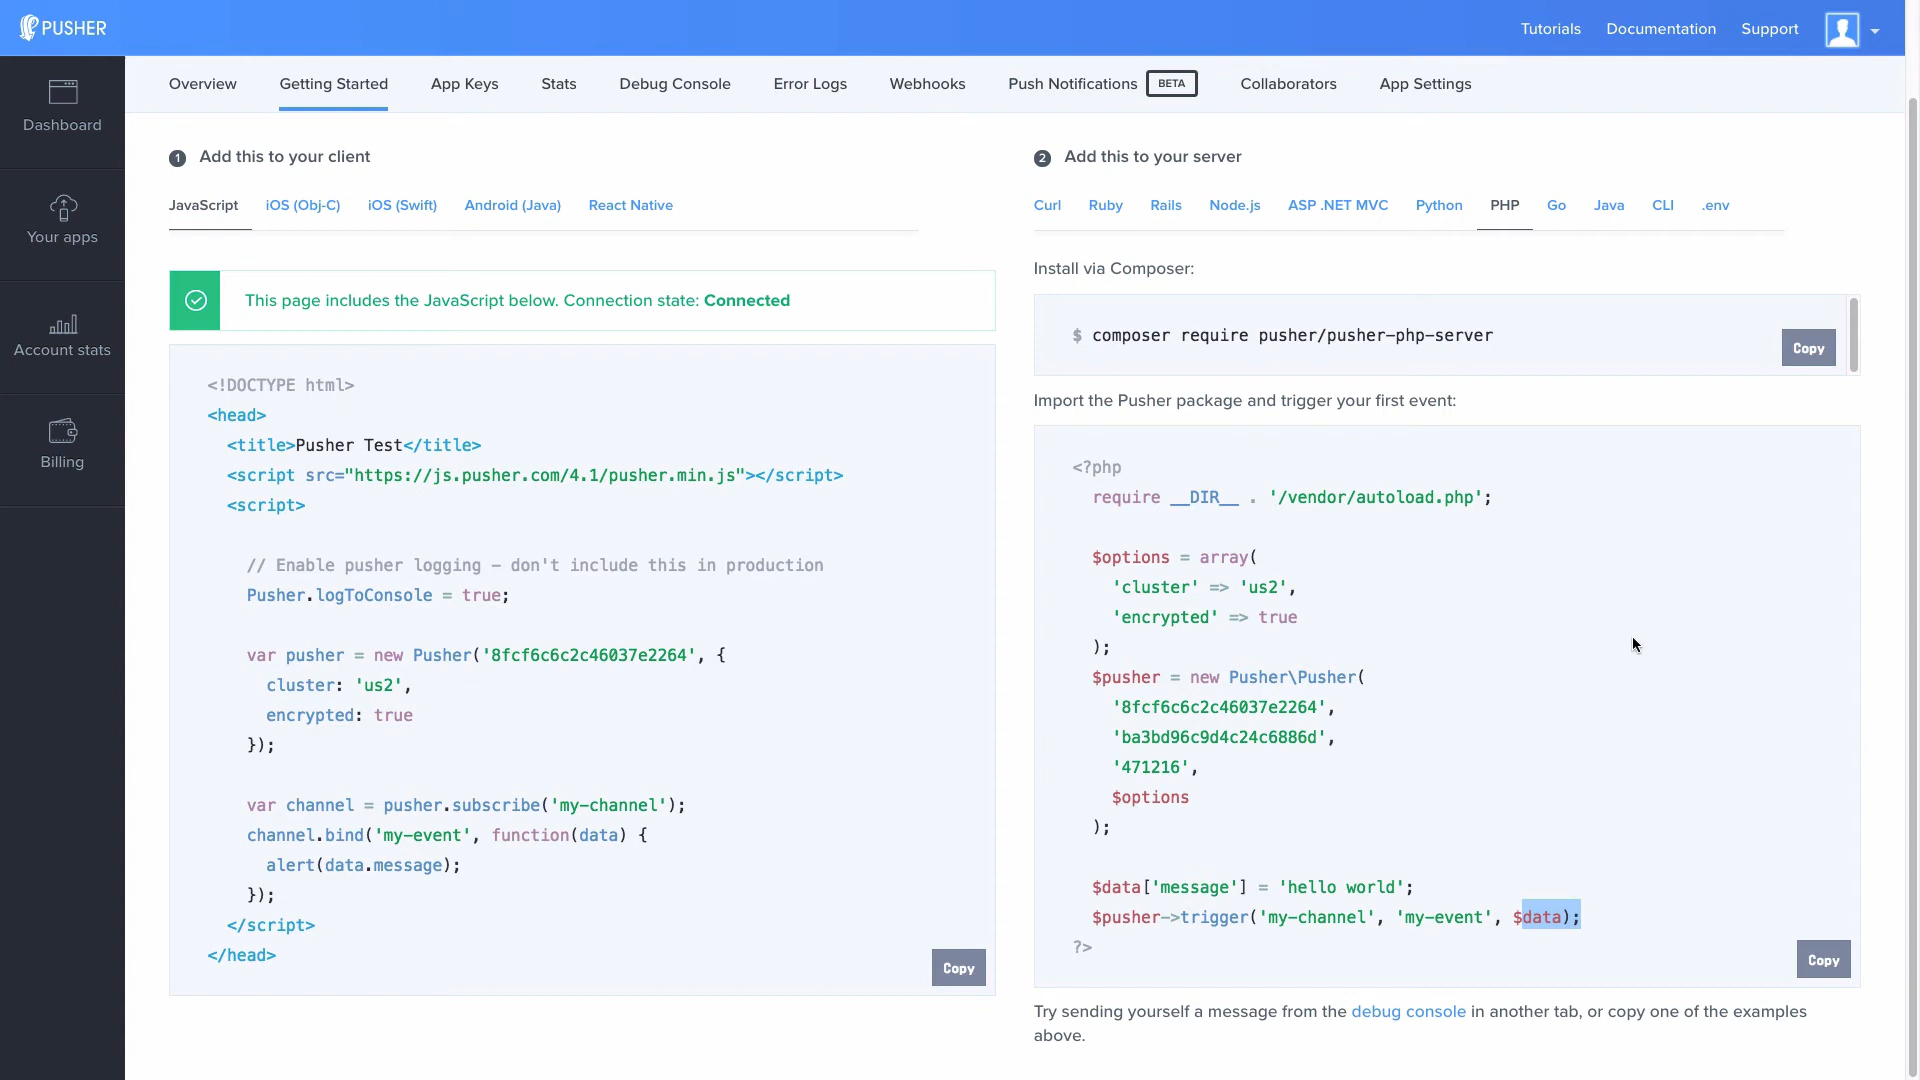 PUSHER
Tutorials Documentation Support
Overview Getting Started App Keys Stats Debug Console Error Logs Webhooks Push Notifications BETA Collaborators App Settings
Dashboard
Your apps
Account stats
Billing
1 Add this to your client
JavaScript iOS (Obj-C) iOS (Swift) Android (Java) React Native
This page includes the JavaScript below. Connection state: Connected
<!DOCTYPE html>
<head>
<title>Pusher Test</title>
<script src="https://js.pusher.com/4.1/pusher.min.js"></script>
<script>
// Enable pusher logging – don't include this in production
Pusher.logToConsole = true;
var pusher = new Pusher('8fcf6c6c2c46037e2264', {
cluster: 'us2',
encrypted: true
});
var channel = pusher.subscribe('my-channel');
channel.bind('my-event', function(data) {
alert(data.message);
});
</script>
</head>
Copy
2 Add this to your server
Curl Ruby Rails Node.js ASP .NET MVC Python PHP Go Java CLI .env
Install via Composer:
$ composer require pusher/pusher-php-server
Copy
Import the Pusher package and trigger your first event:
<?php
require __DIR__ . '/vendor/autoload.php';
$options = array(
'cluster' => 'us2',
'encrypted' => true
);
$pusher = new Pusher\Pusher(
'8fcf6c6c2c46037e2264',
'ba3bd96c9d4c24c6886d',
'471216',
$options
);
$data['message'] = 'hello world';
$pusher->trigger('my-channel', 'my-event', $data);
?>
Copy
Try sending yourself a message from the debug console in another tab, or copy one of the examples
above.